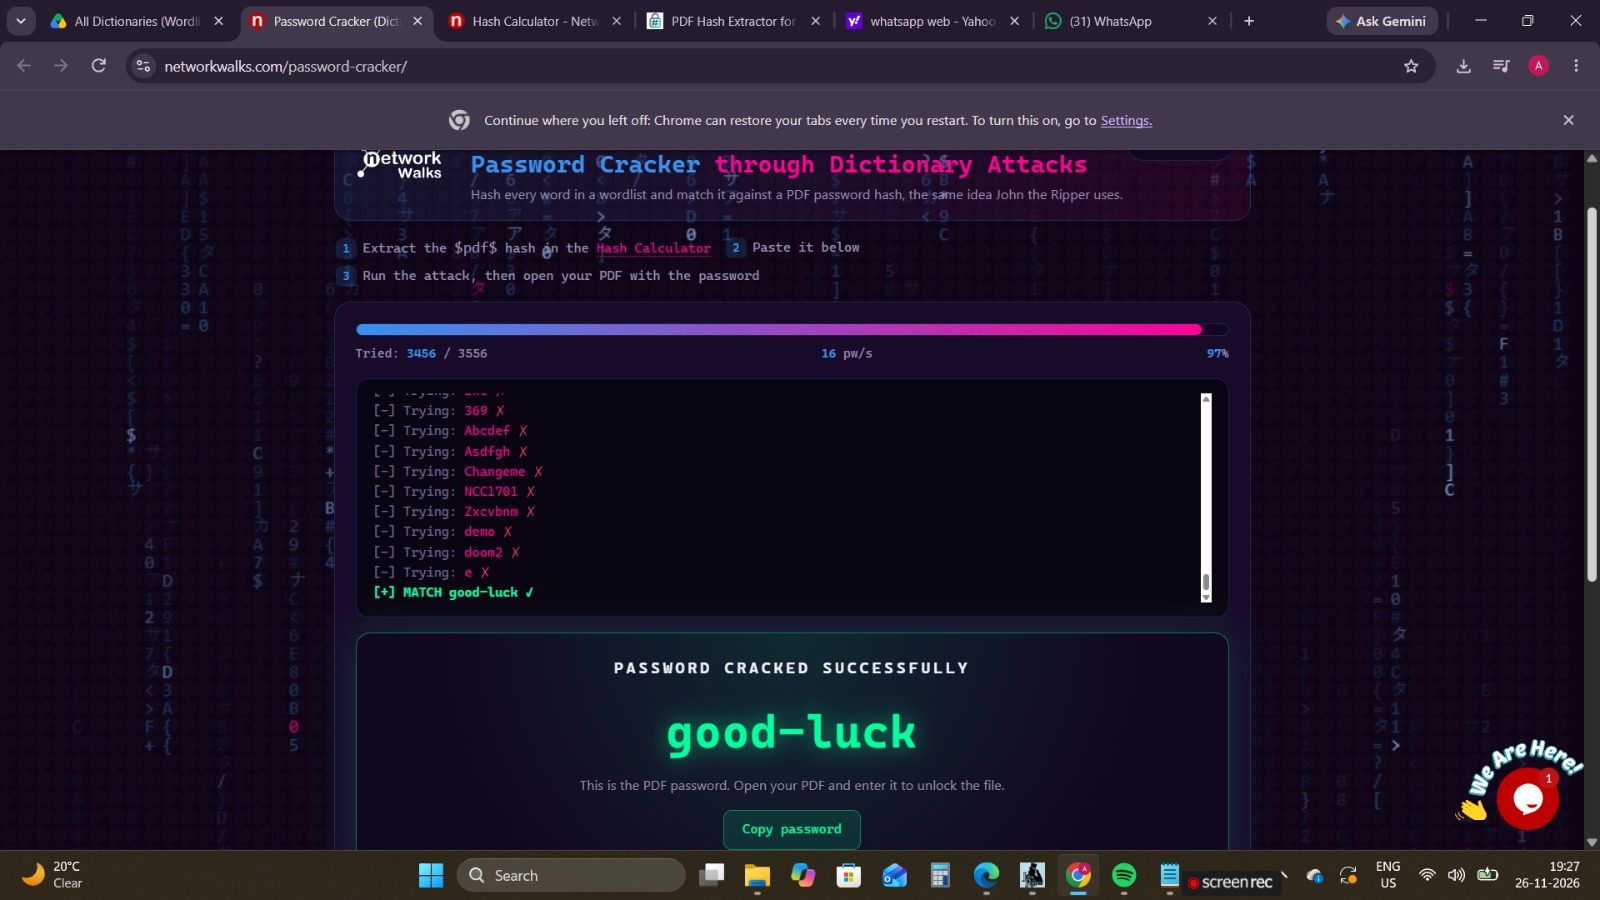 All Dictionaries (Wordli
Password Cracker (Dict
Hash Calculator - Netw
PDF Hash Extractor for
whatsapp web - Yahoo
(31) WhatsApp
Ask Gemini
networkwalks.com/password-cracker/
A
Continue where you left off: Chrome can restore your tabs every time you restart. To turn this on, go to Settings.
network
Walks
Password Cracker through Dictionary Attacks
Hash every word in a wordlist and match it against a PDF password hash, the same idea John the Ripper uses.
1 Extract the $pdf$ hash in the Hash Calculator 2 Paste it below
3 Run the attack, then open your PDF with the password
Tried: 3456 / 3556 16 pw/s 97%
[-] Trying: 369 ✗
[-] Trying: Abcdef ✗
[-] Trying: Asdfgh ✗
[-] Trying: Changeme ✗
[-] Trying: NCC1701 ✗
[-] Trying: Zxcvbnm ✗
[-] Trying: demo ✗
[-] Trying: doom2 ✗
[-] Trying: e ✗
[+] MATCH good-luck ✓
PASSWORD CRACKED SUCCESSFULLY
good-luck
This is the PDF password. Open your PDF and enter it to unlock the file.
Copy password
We Are Here!
1
20°C
Clear
Search
screenrec
ENG
US
19:27
26-11-2026